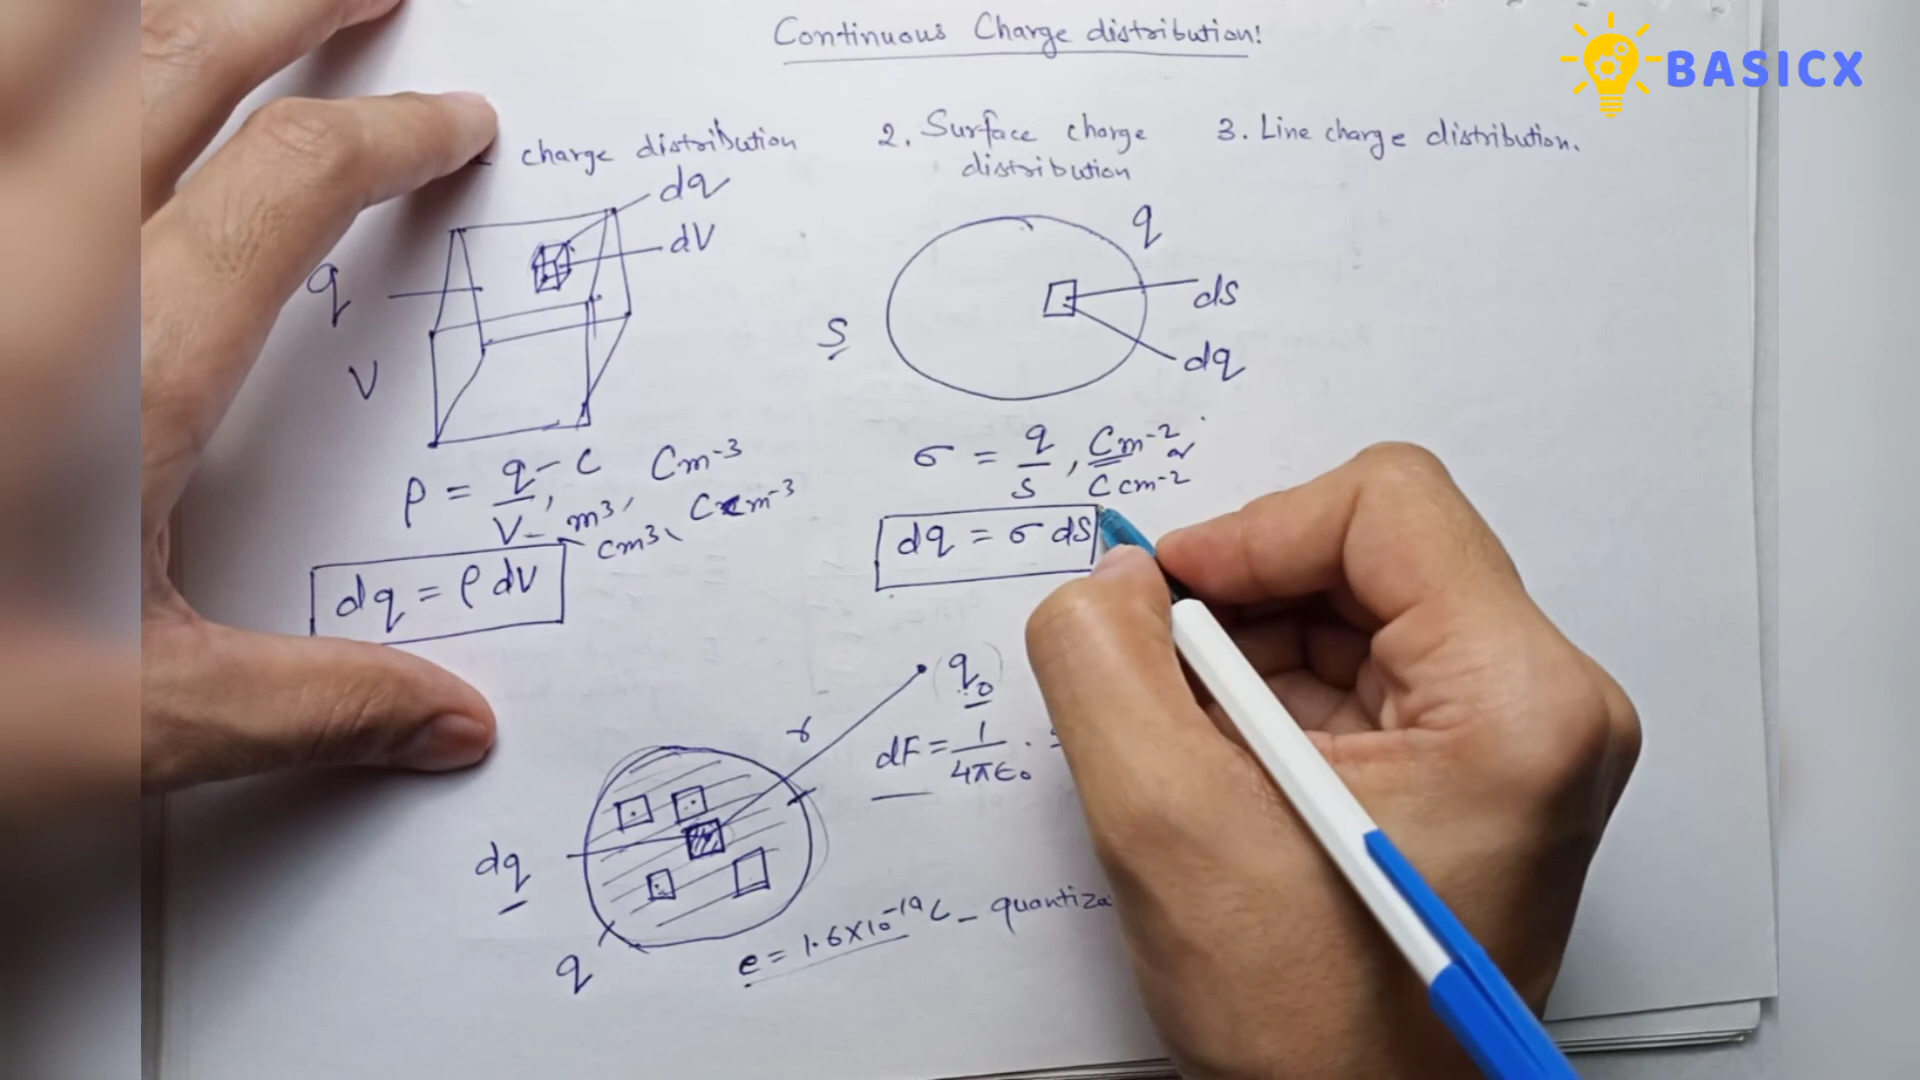 Continuous Charge distribution!
BASICX
charge distribution
2. Surface charge
distribution
3. Line charge distribution.
dq
dV
q
V
q
dS
dq
S
ρ = q/V, - C, Cm-3
- m3, Ccm-3
cm3
dq = ρ dV
σ = q/S, Cm-2 or
Ccm-2
dq = σ dS
q0
r
dF = 1/4πε0 .
dq
q
e = 1.6×10-19 C - quantiza